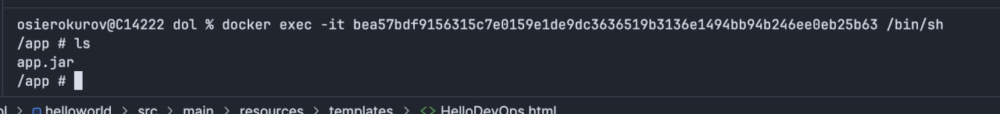 osierokurov@C14222 dol % docker exec -it bea57bdf9156315c7e0159e1de9dc3636519b3136e1494bb94b246ee0eb25b63 /bin/sh
/app # ls
app.jar
/app #
> helloworld > src > main > resources > templates > <> HelloDevOps.html